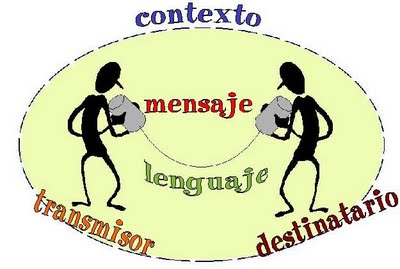 contexto
mensaje
lenguaje
transmisor
destinatario